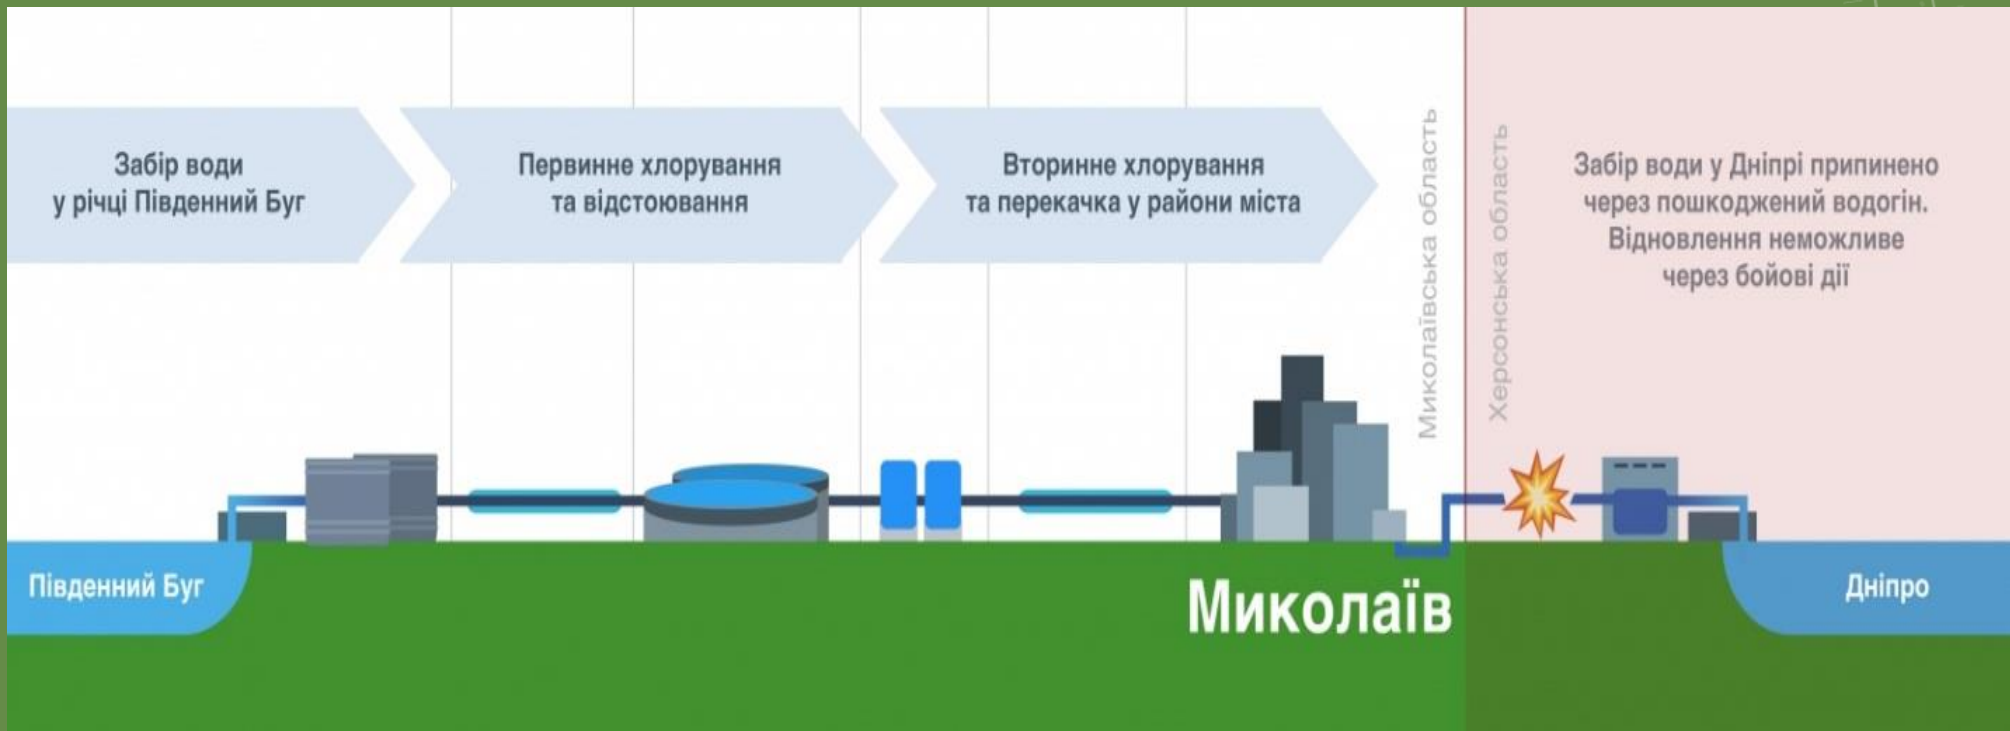 Забір води
у річці Південний Буг
Первинне хлорування
та відстоювання
Вторинне хлорування
та перекачка у райони міста
Миколаївська область
Херсонська область
Забір води у Дніпрі припинено
через пошкоджений водогін.
Відновлення неможливе
через бойові дії
Південний Буг
Миколаїв
Дніпро